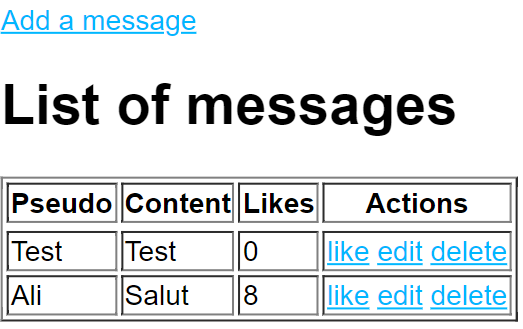 Add a message
List of messages
Pseudo Content Likes Actions
Test Test 0 like edit delete
Ali Salut 8 like edit delete